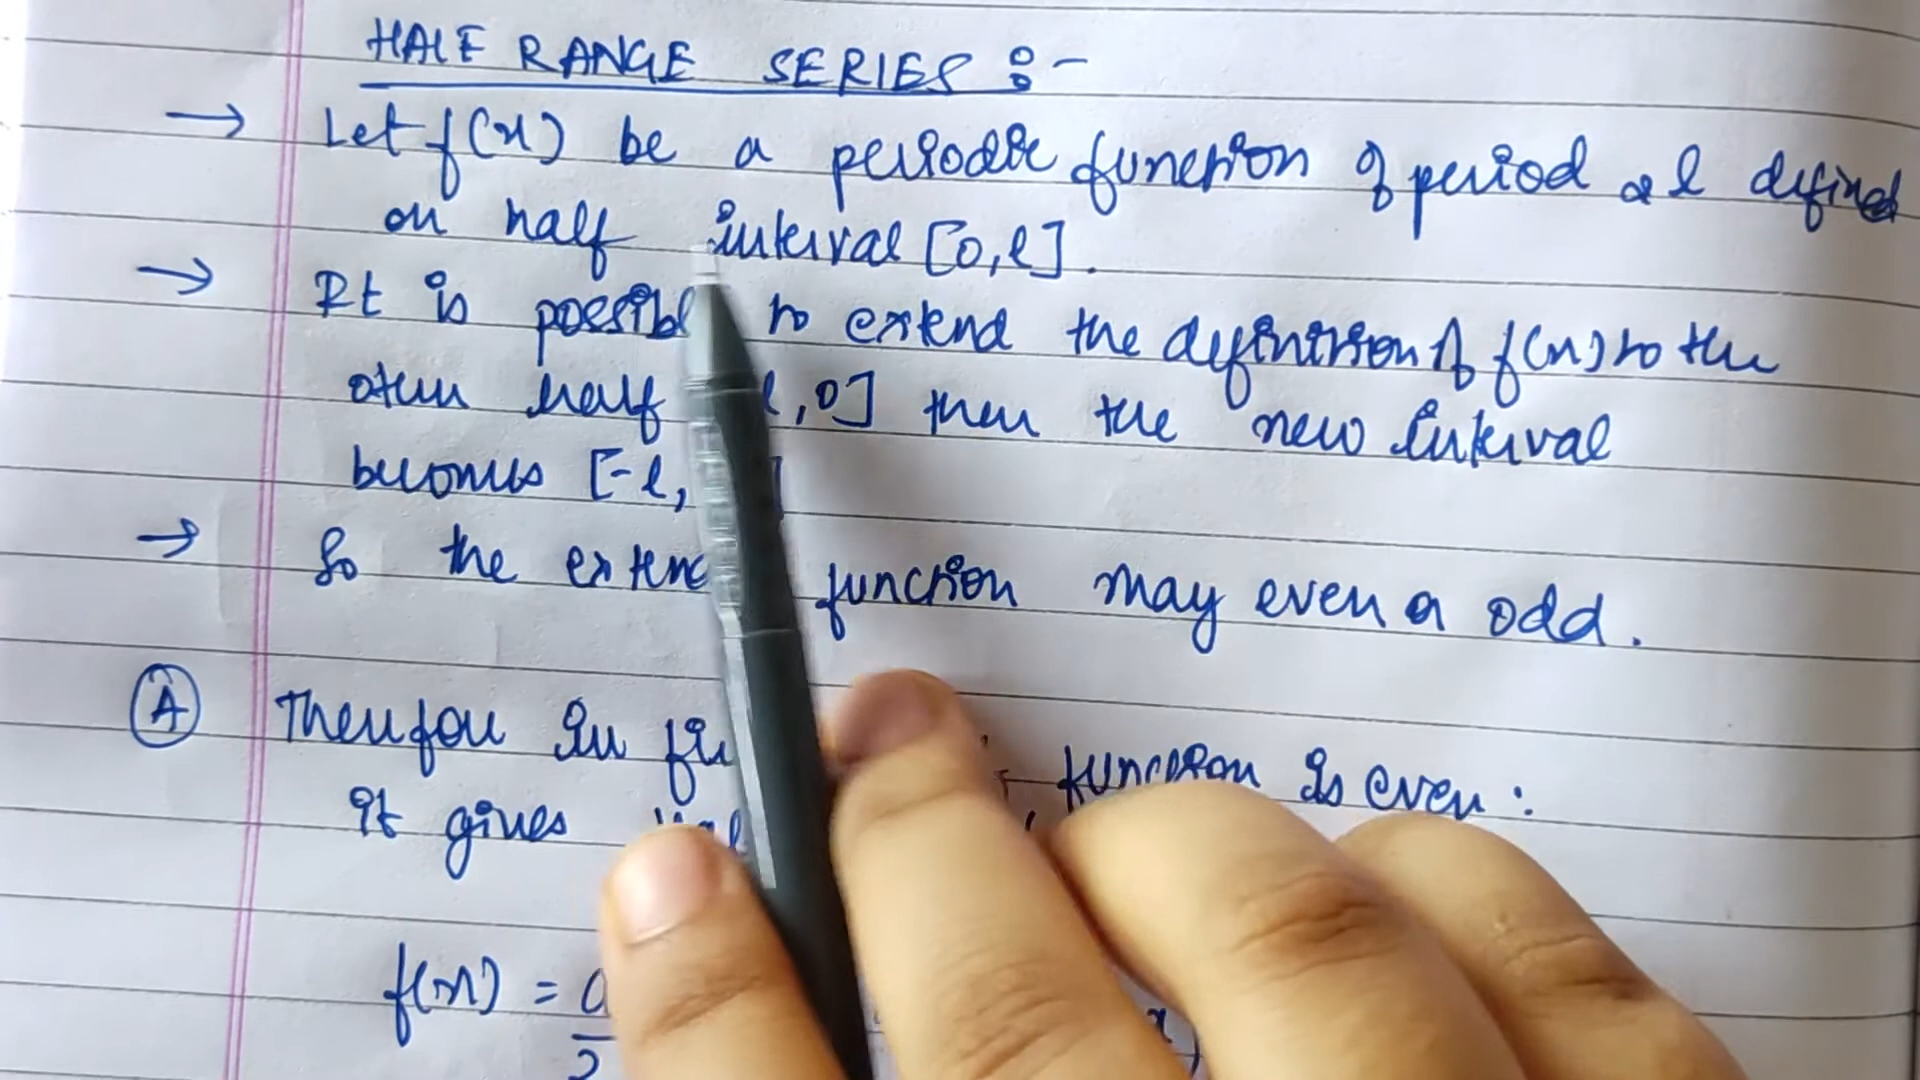 HALF RANGE SERIES :-
→ Let f(x) be a periodic function of period 2l defined
on half interval [0,l].
→ It is possible to extend the definition of f(x) to the
other half l,0] then the new interval
becomes [-l, ]
→ So the extend function may even or odd.
Ⓐ Therefore in function is even:
it gives
f(x) =